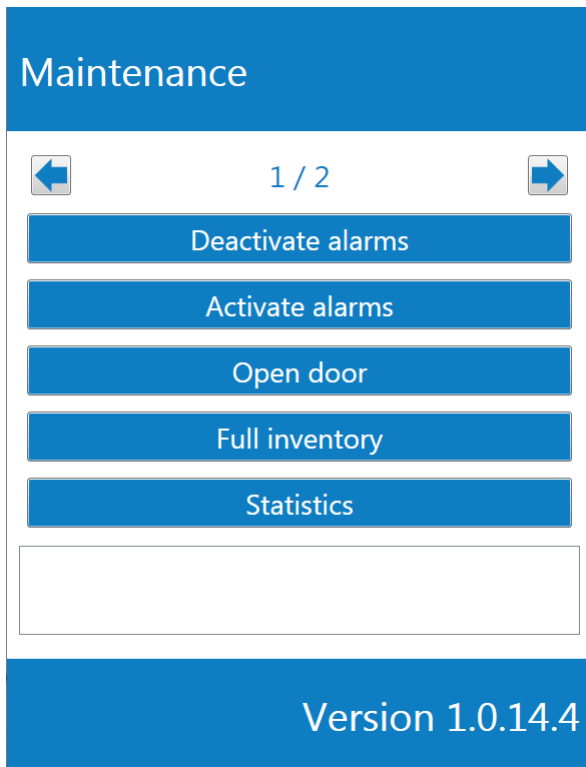 Maintenance
1 / 2
Deactivate alarms
Activate alarms
Open door
Full inventory
Statistics
Version 1.0.14.4